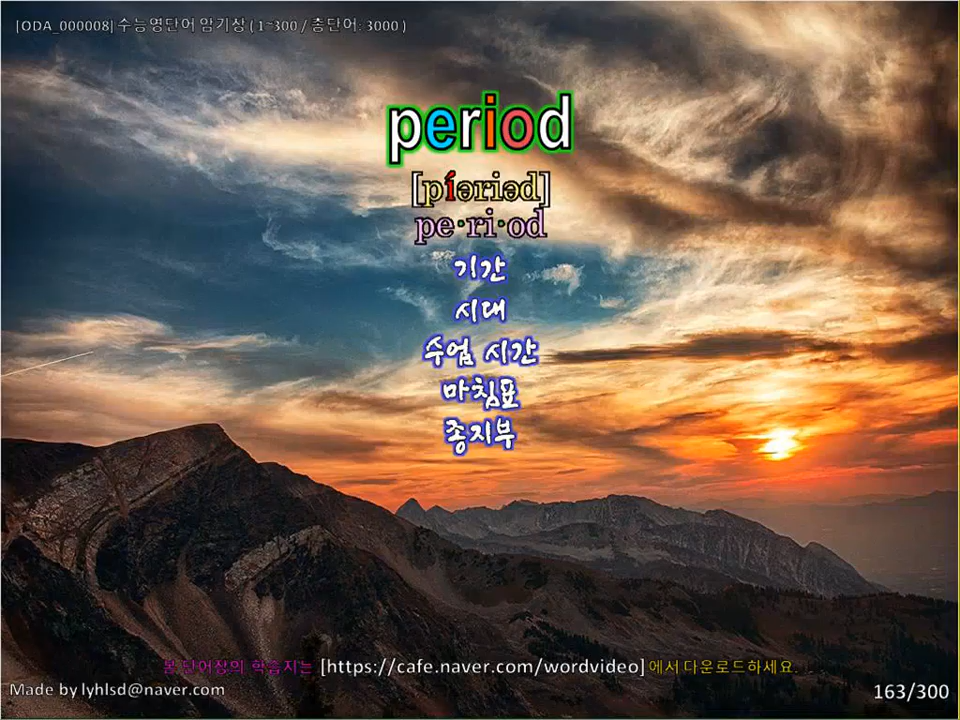 [ODA_000008] 수능영단어 암기상 ( 1~300 / 총단어: 3000 )
period
[píəriəd]
pe·ri·od
기간
시대
수업 시간
마침표
종지부
본 단어장의 학습지는 [https://cafe.naver.com/wordvideo] 에서 다운로드하세요.
Made by lyhlsd@naver.com
163/300